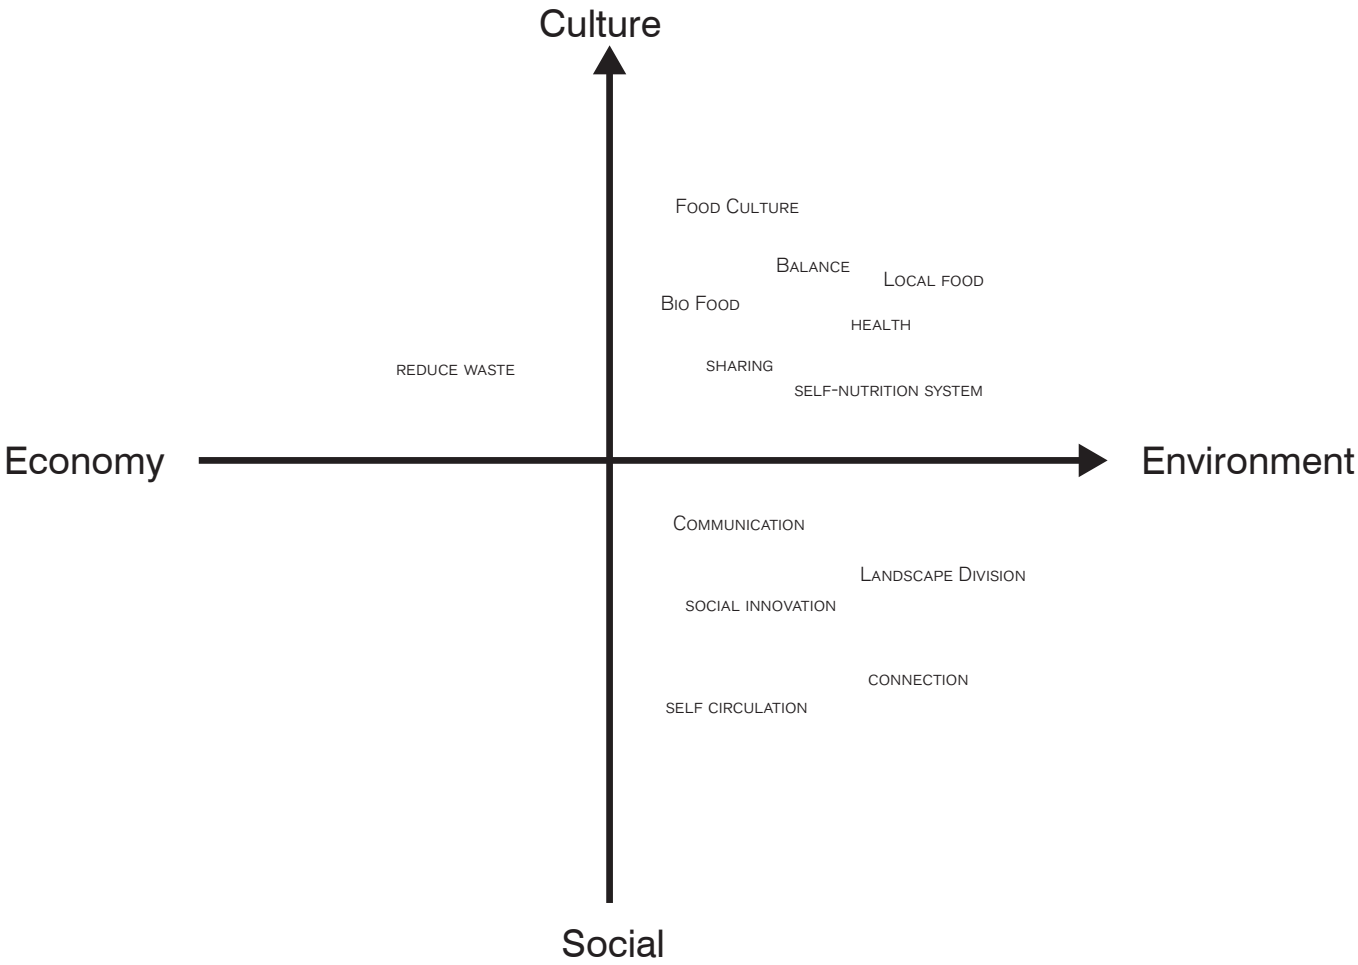 Culture
Food Culture
Balance
Local food
Bio Food
health
sharing
reduce waste
self-nutrition system
Economy
Environment
Communication
Landscape Division
social innovation
connection
self circulation
Social